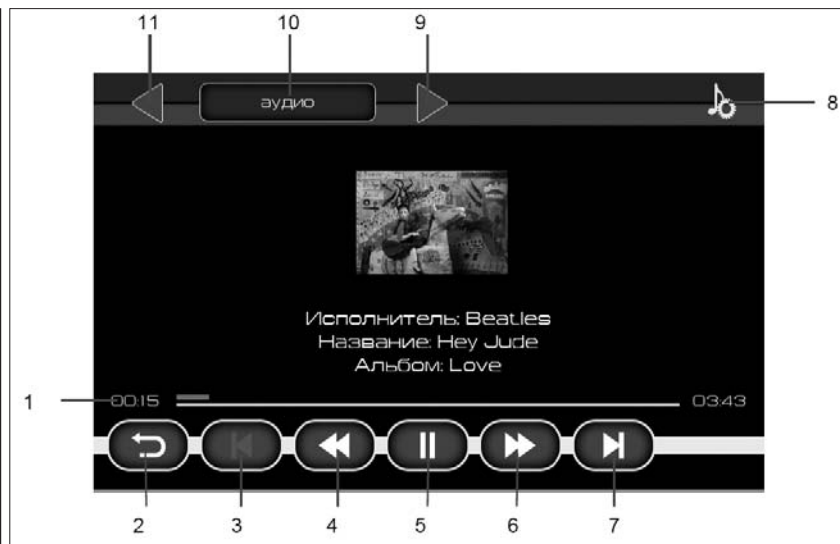 11 10 9
аудио
8
Исполнитель: Beatles
Название: Hey Jude
Альбом: Love
1
00:15 03:43
2 3 4 5 6 7